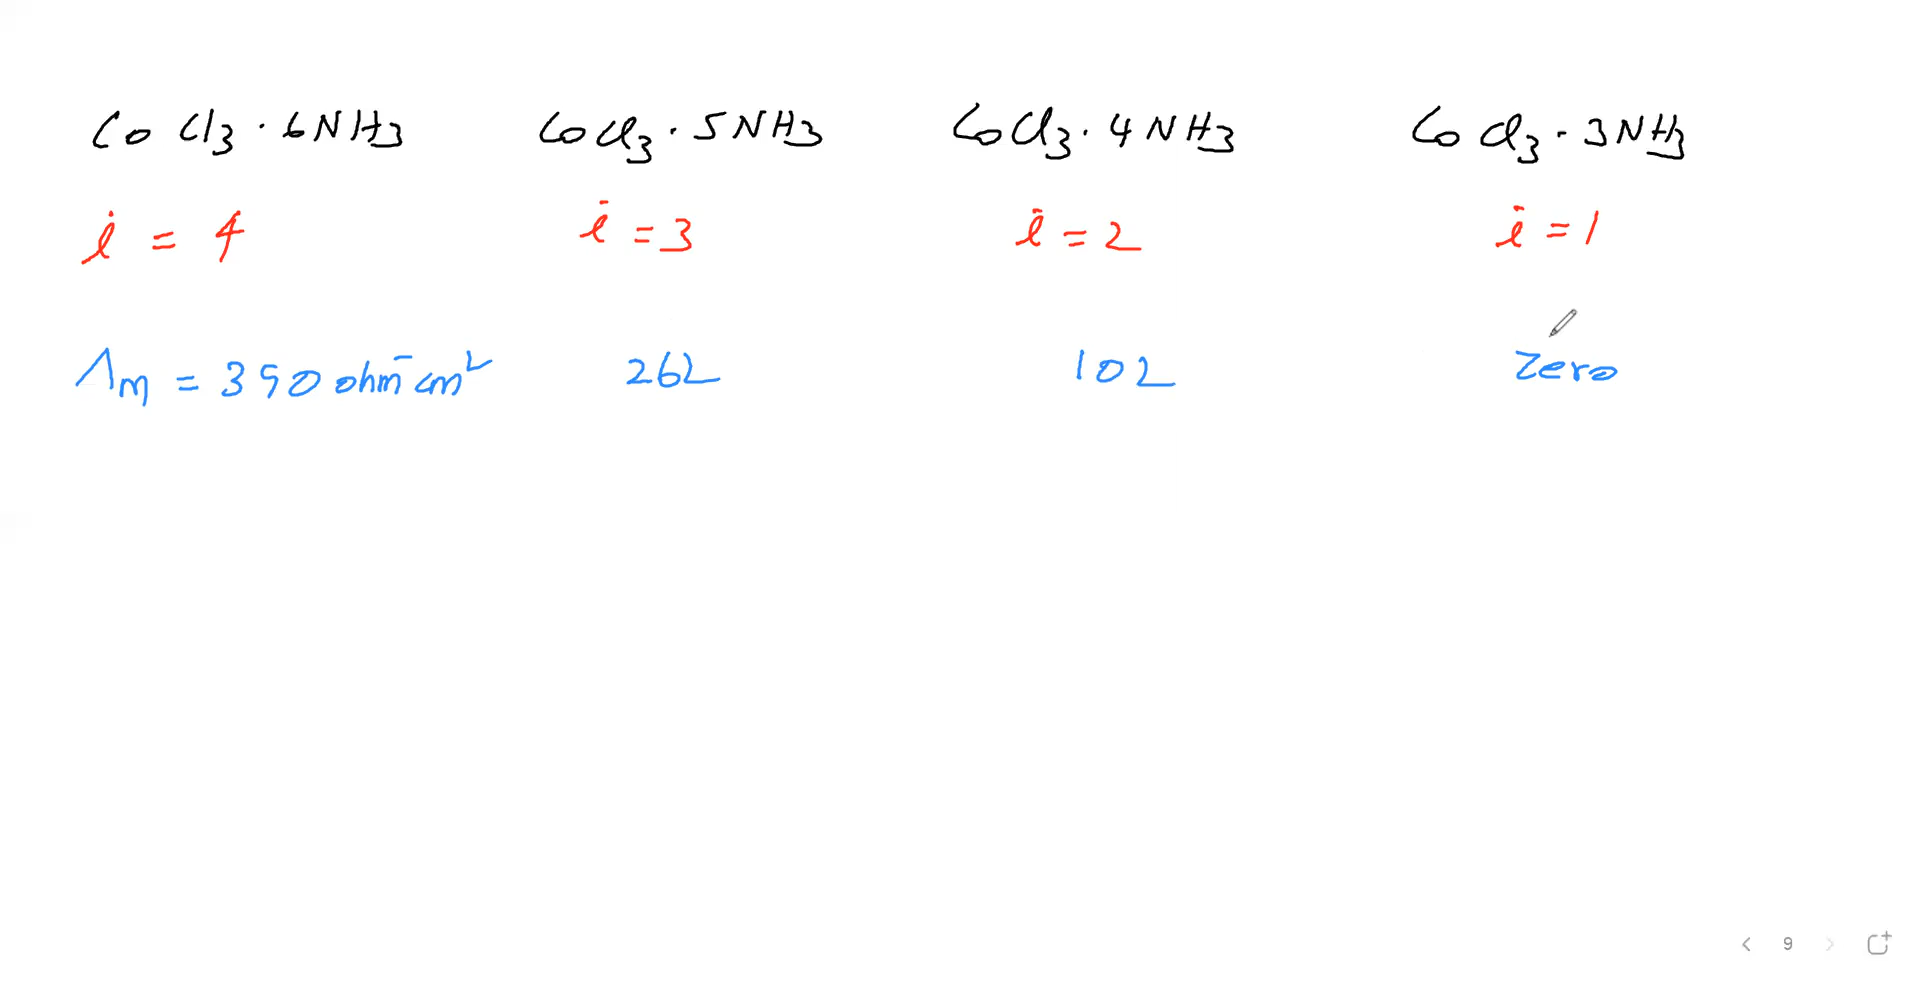 CoCl3·6NH3 CoCl3·5NH3 CoCl3·4NH3 CoCl3·3NH3
i = 4 i = 3 i = 2 i = 1
Λm = 390 ohm⁻ cm² 262 102 Zero
9